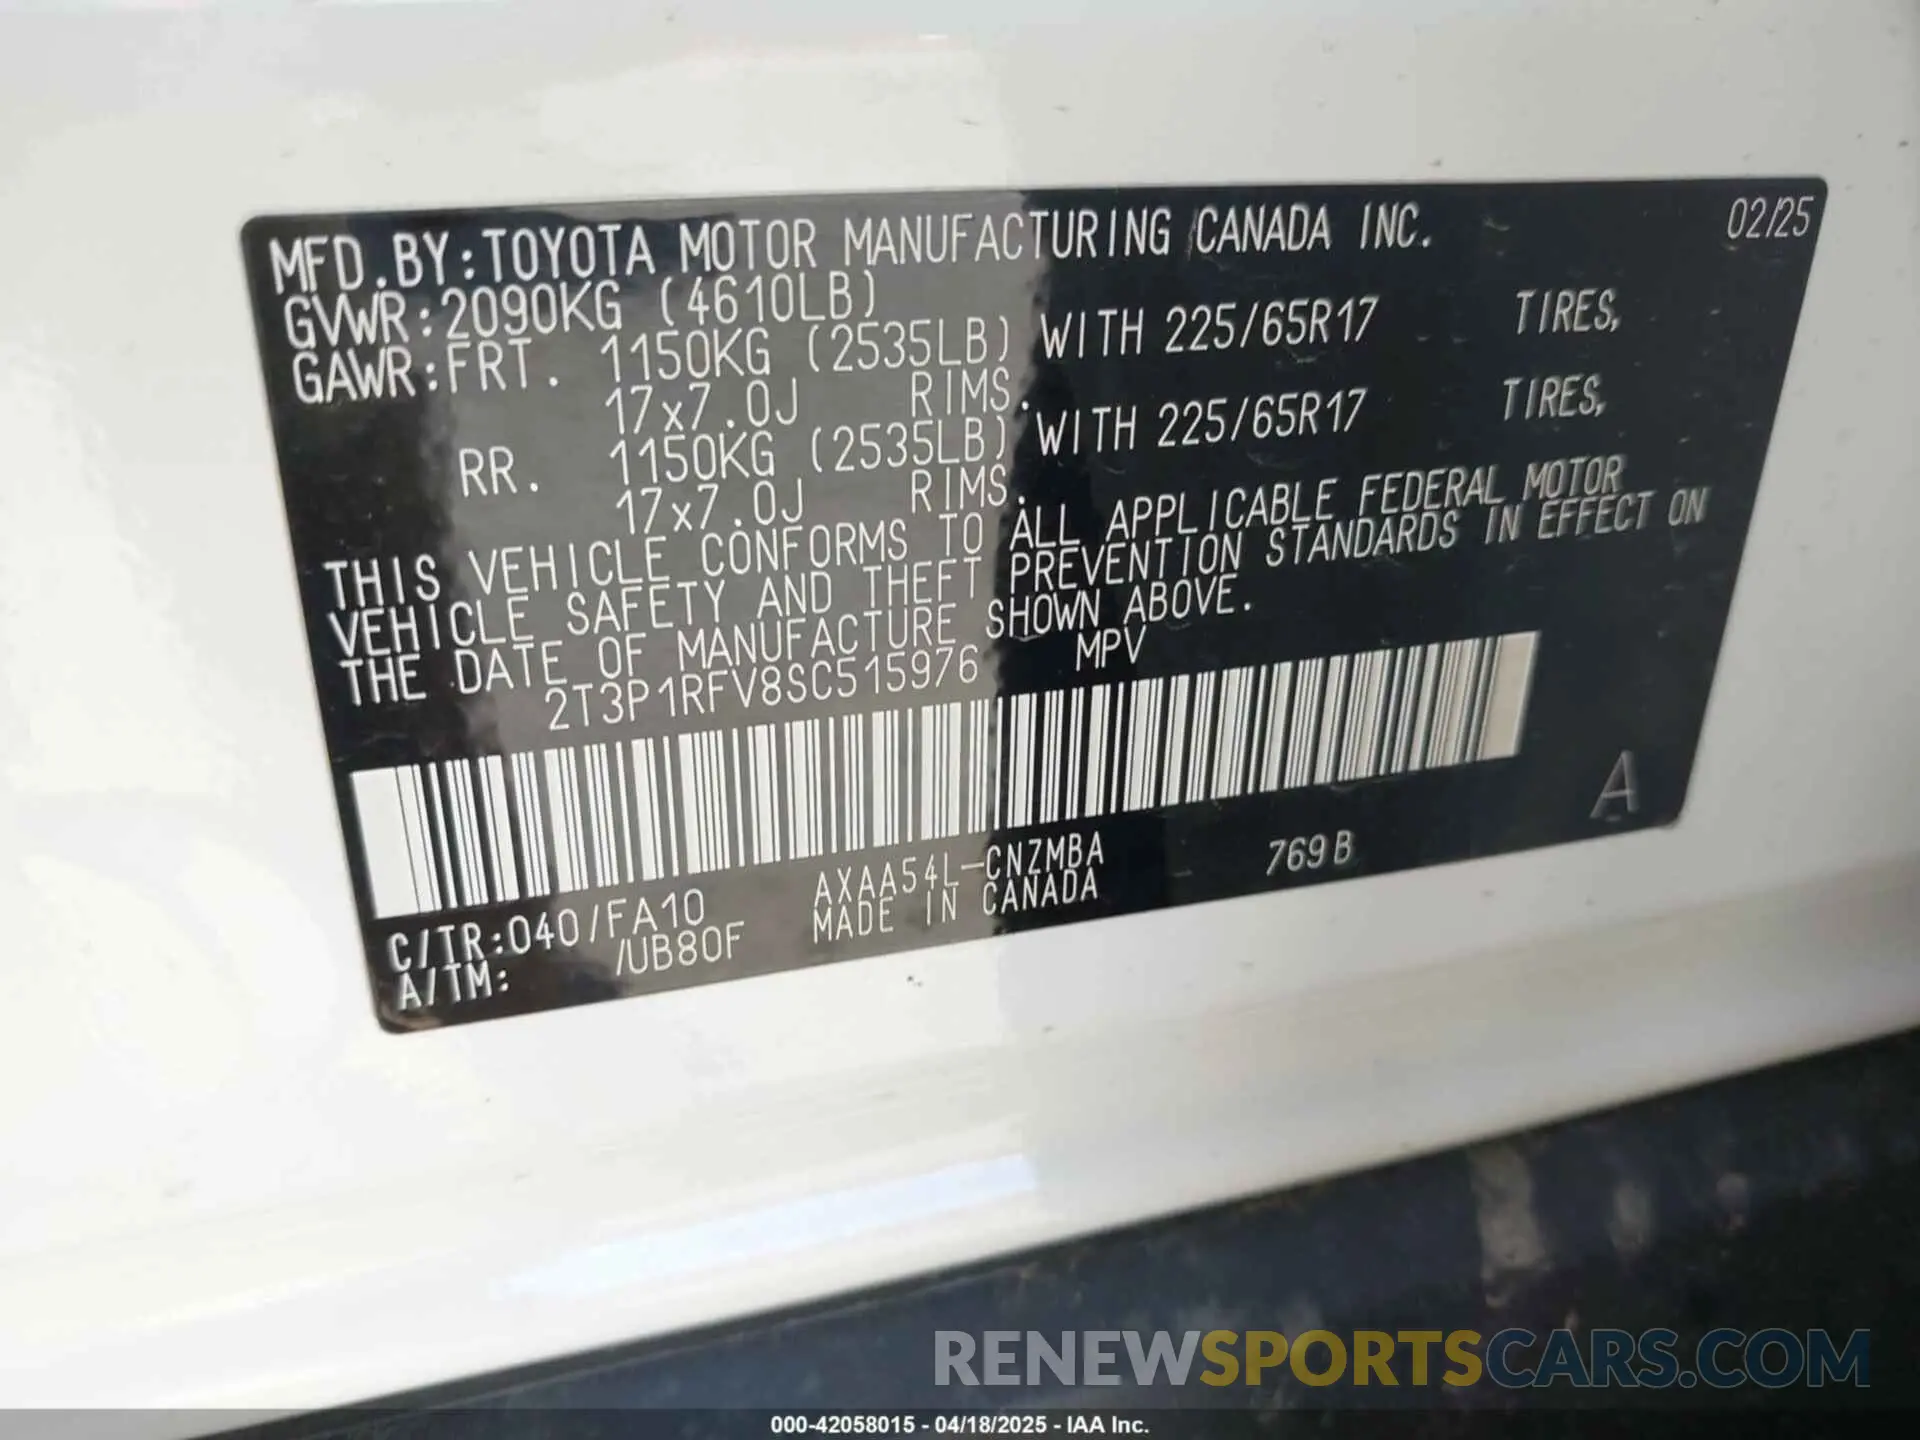 MFD.BY:TOYOTA MOTOR MANUFACTURING CANADA INC. 02/25
GVWR:2090KG (4610LB)
GAWR:FRT. 1150KG (2535LB) WITH 225/65R17 TIRES,
17x7.0J RIMS.
RR. 1150KG (2535LB) WITH 225/65R17 TIRES,
17x7.0J RIMS.
THIS VEHICLE CONFORMS TO ALL APPLICABLE FEDERAL MOTOR
VEHICLE SAFETY AND THEFT PREVENTION STANDARDS IN EFFECT ON
THE DATE OF MANUFACTURE SHOWN ABOVE.
2T3P1RFV8SC515976 MPV
A
C/TR:040/FA10 AXAA54L-CNZMBA 769B
A/TM: /UB80F MADE IN CANADA
RENEWSPORTSCARS.COM
000-42058015 - 04/18/2025 - IAA Inc.